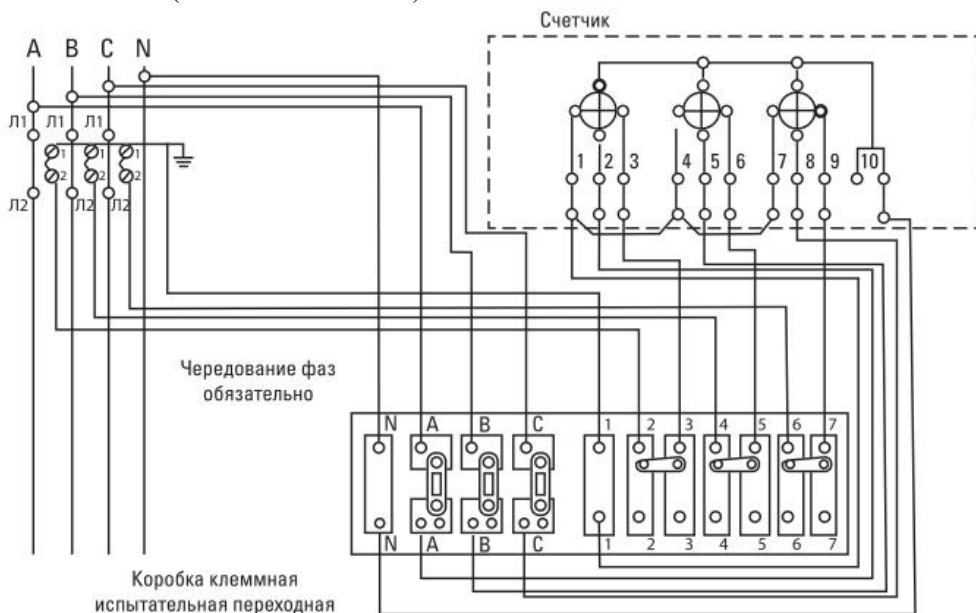 Счетчик
A B C N
Л1 Л1 Л1
1 1 1
2 2 2
Л2 Л2 Л2
1 2 3 4 5 6 7 8 9 10
Чередование фаз
обязательно
N A B C 1 2 3 4 5 6 7
N A B C 1 2 3 4 5 6 7
Коробка клеммная
испытательная переходная